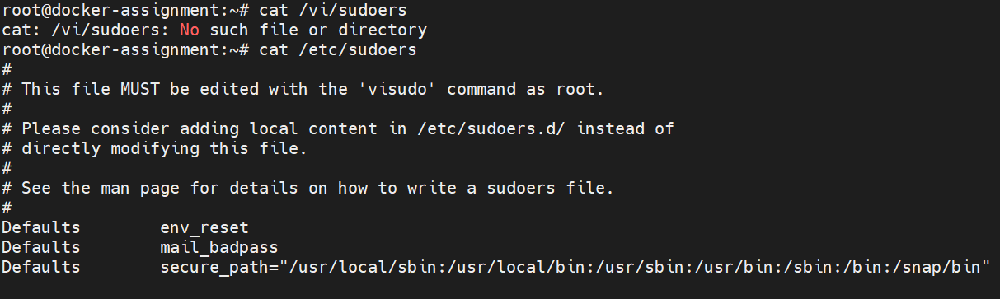 root@docker-assignment:~# cat /vi/sudoers
cat: /vi/sudoers: No such file or directory
root@docker-assignment:~# cat /etc/sudoers
#
# This file MUST be edited with the 'visudo' command as root.
#
# Please consider adding local content in /etc/sudoers.d/ instead of
# directly modifying this file.
#
# See the man page for details on how to write a sudoers file.
#
Defaults        env_reset
Defaults        mail_badpass
Defaults        secure_path="/usr/local/sbin:/usr/local/bin:/usr/sbin:/usr/bin:/sbin:/bin:/snap/bin"